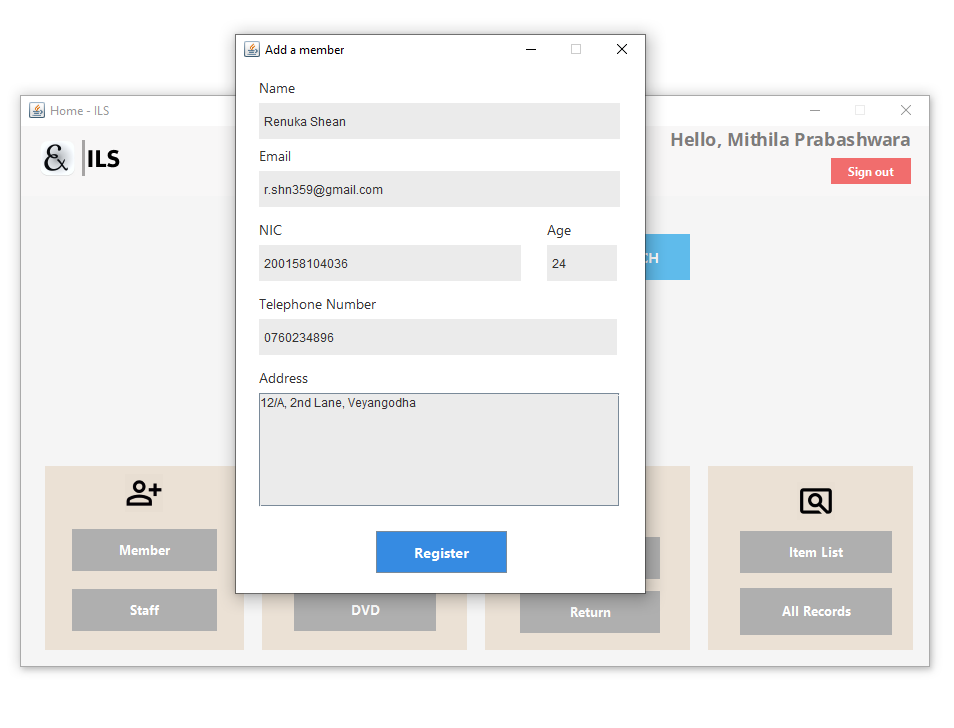 Add a member
Name
Renuka Shean
Email
r.shn359@gmail.com
NIC
Age
200158104036
24
Telephone Number
0760234896
Address
12/A, 2nd Lane, Veyangodha
Register
Home - ILS
ILS
Hello, Mithila Prabashwara
Sign out
CH
Member
Staff
DVD
Return
Item List
All Records